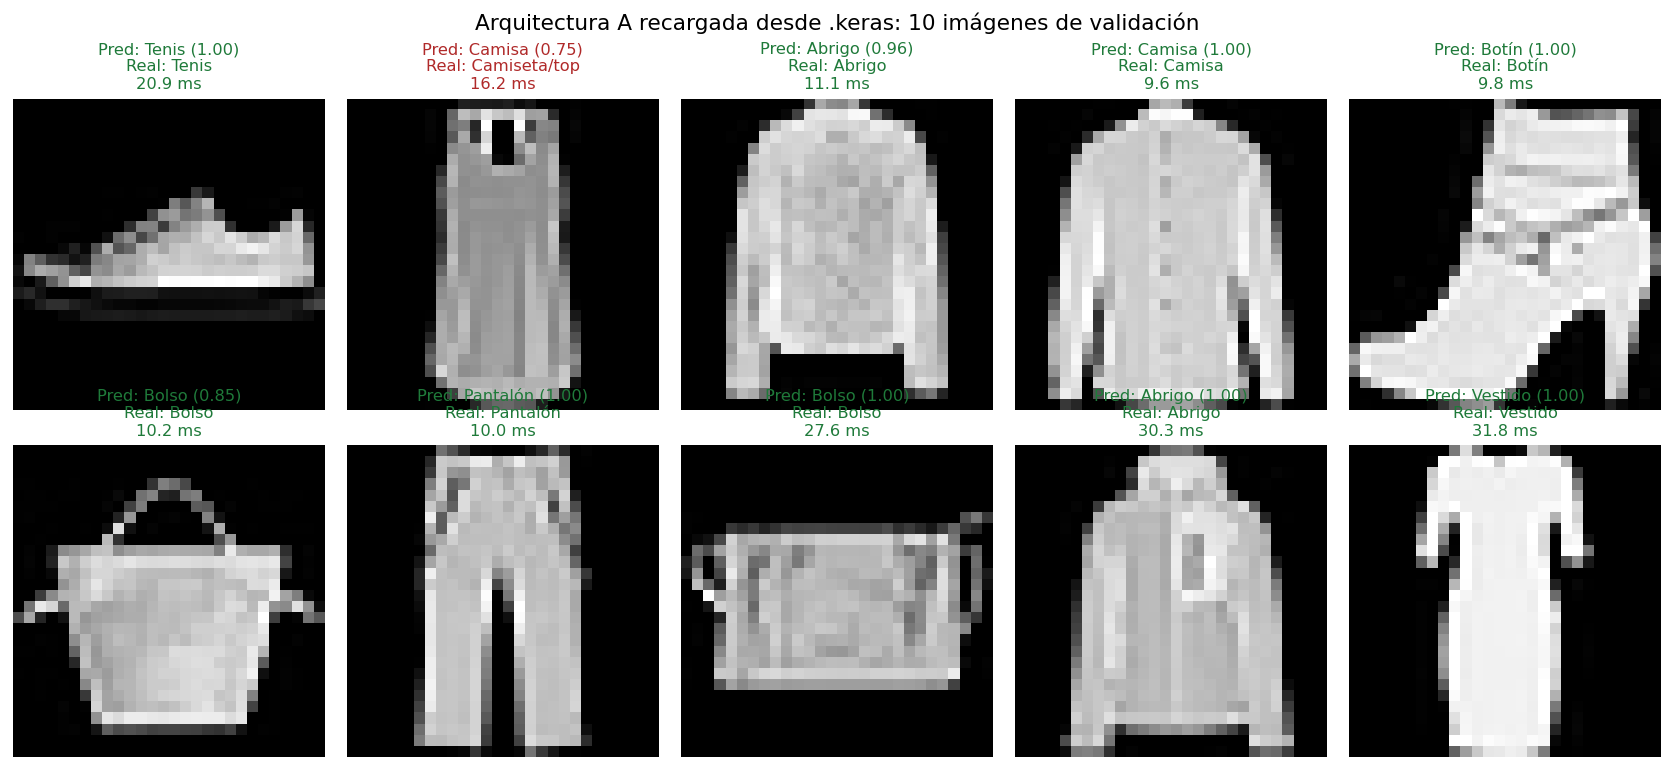 Arquitectura A recargada desde .keras: 10 imágenes de validación
Pred: Tenis (1.00)
Real: Tenis
20.9 ms
Pred: Camisa (0.75)
Real: Camiseta/top
16.2 ms
Pred: Abrigo (0.96)
Real: Abrigo
11.1 ms
Pred: Camisa (1.00)
Real: Camisa
9.6 ms
Pred: Botín (1.00)
Real: Botín
9.8 ms
Pred: Bolso (0.85)
Real: Bolso
10.2 ms
Pred: Pantalón (1.00)
Real: Pantalón
10.0 ms
Pred: Bolso (1.00)
Real: Bolso
27.6 ms
Pred: Abrigo (1.00)
Real: Abrigo
30.3 ms
Pred: Vestido (1.00)
Real: Vestido
31.8 ms